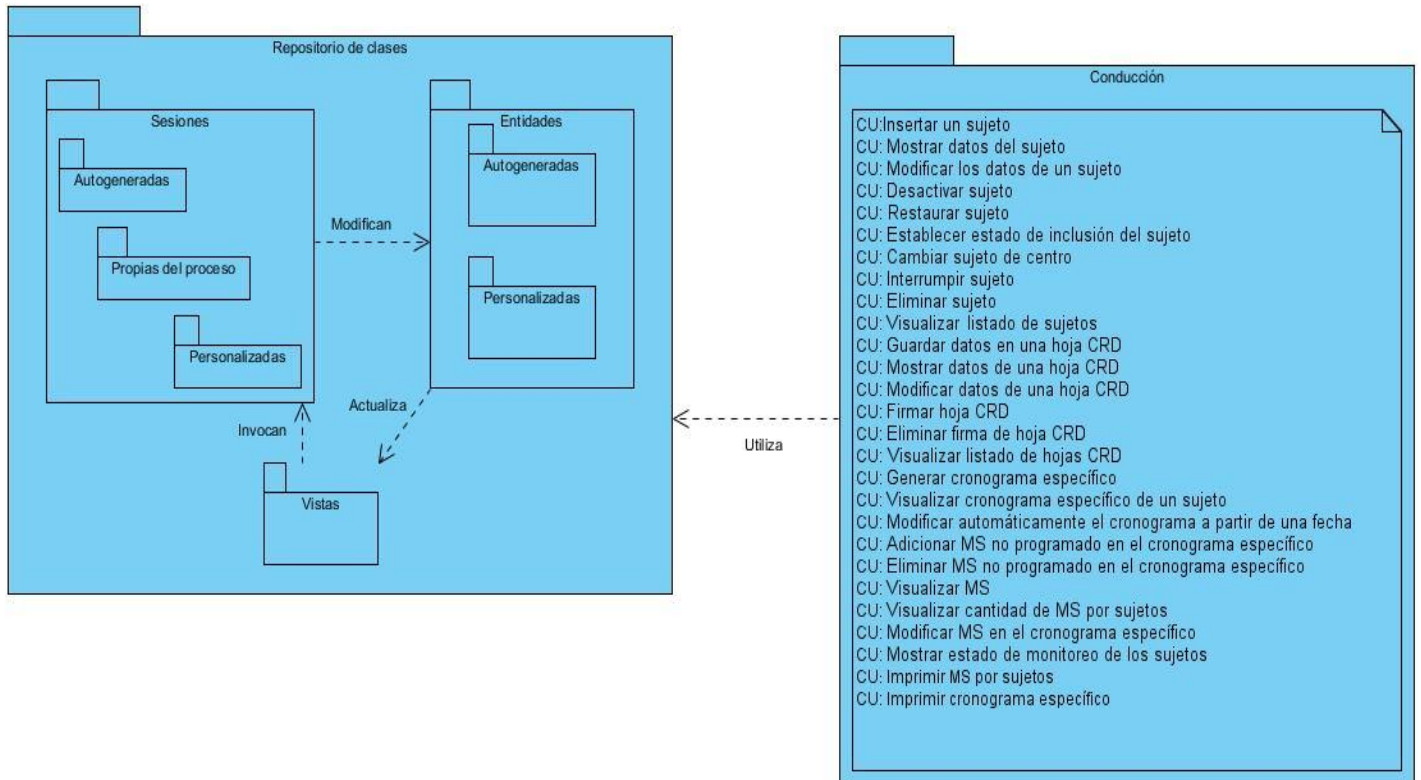 Repositorio de clases
Sesiones
Autogeneradas
Propias del proceso
Personalizadas
Modifican
Entidades
Autogeneradas
Personalizadas
Actualiza
Invocan
Vistas
Utiliza
Conducción
CU:Insertar un sujeto
CU: Mostrar datos del sujeto
CU: Modificar los datos de un sujeto
CU: Desactivar sujeto
CU: Restaurar sujeto
CU: Establecer estado de inclusión del sujeto
CU: Cambiar sujeto de centro
CU: Interrumpir sujeto
CU: Eliminar sujeto
CU: Visualizar listado de sujetos
CU: Guardar datos en una hoja CRD
CU: Mostrar datos de una hoja CRD
CU: Modificar datos de una hoja CRD
CU: Firmar hoja CRD
CU: Eliminar firma de hoja CRD
CU: Visualizar listado de hojas CRD
CU: Generar cronograma específico
CU: Visualizar cronograma específico de un sujeto
CU: Modificar automáticamente el cronograma a partir de una fecha
CU: Adicionar MS no programado en el cronograma específico
CU: Eliminar MS no programado en el cronograma específico
CU: Visualizar MS
CU: Visualizar cantidad de MS por sujetos
CU: Modificar MS en el cronograma específico
CU: Mostrar estado de monitoreo de los sujetos
CU: Imprimir MS por sujetos
CU: Imprimir cronograma específico